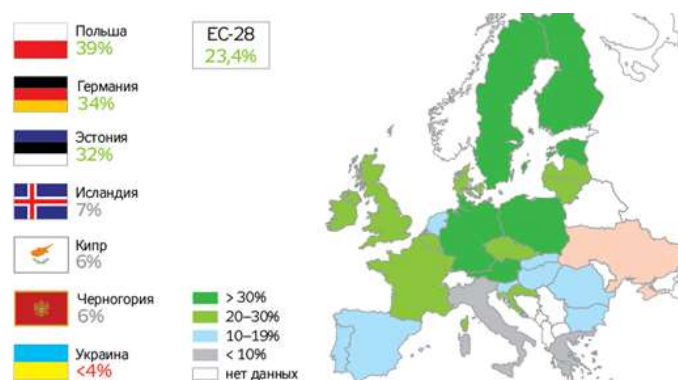 Польша
39%
ЕС-28
23,4%
Германия
34%
Эстония
32%
Исландия
7%
Кипр
6%
Черногория
6%
Украина
<4%
> 30%
20–30%
10–19%
< 10%
нет данных